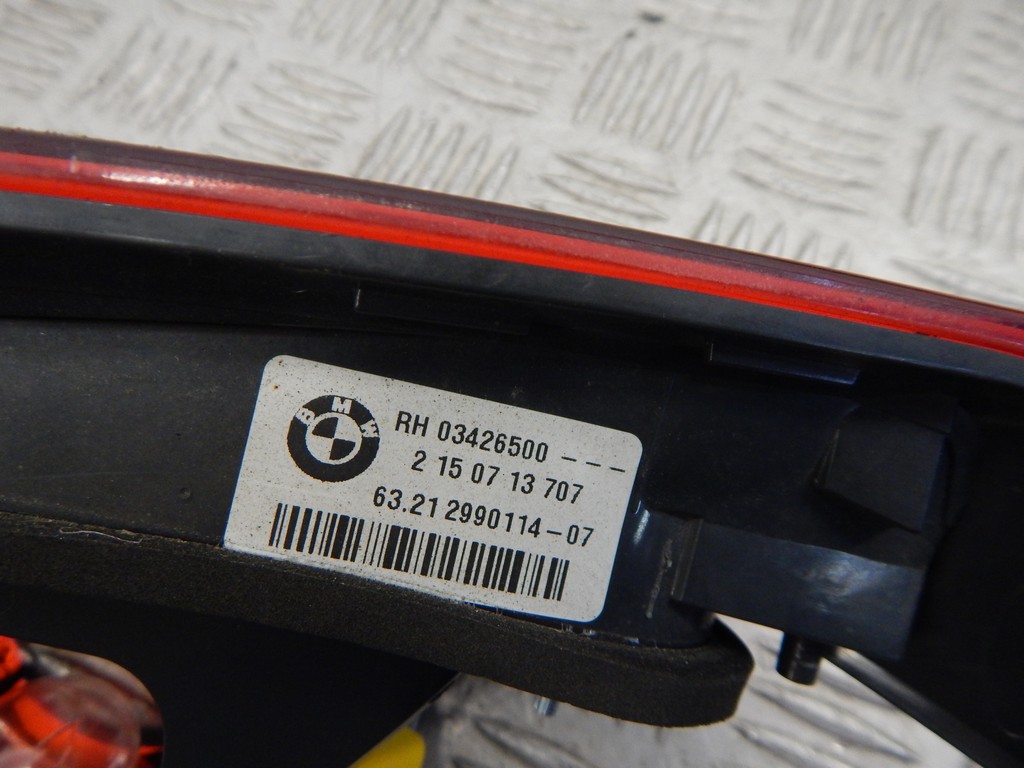 BMW
RH 03426500 ---
2 15 07 13 707
63.21 2990114-07